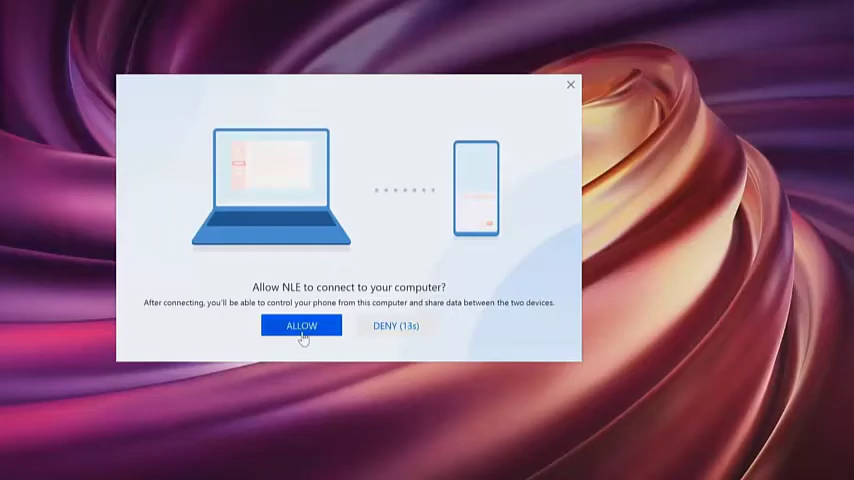 Allow NLE to connect to your computer?
After connecting, you'll be able to control your phone from this computer and share data between the two devices.
ALLOW DENY (13s)